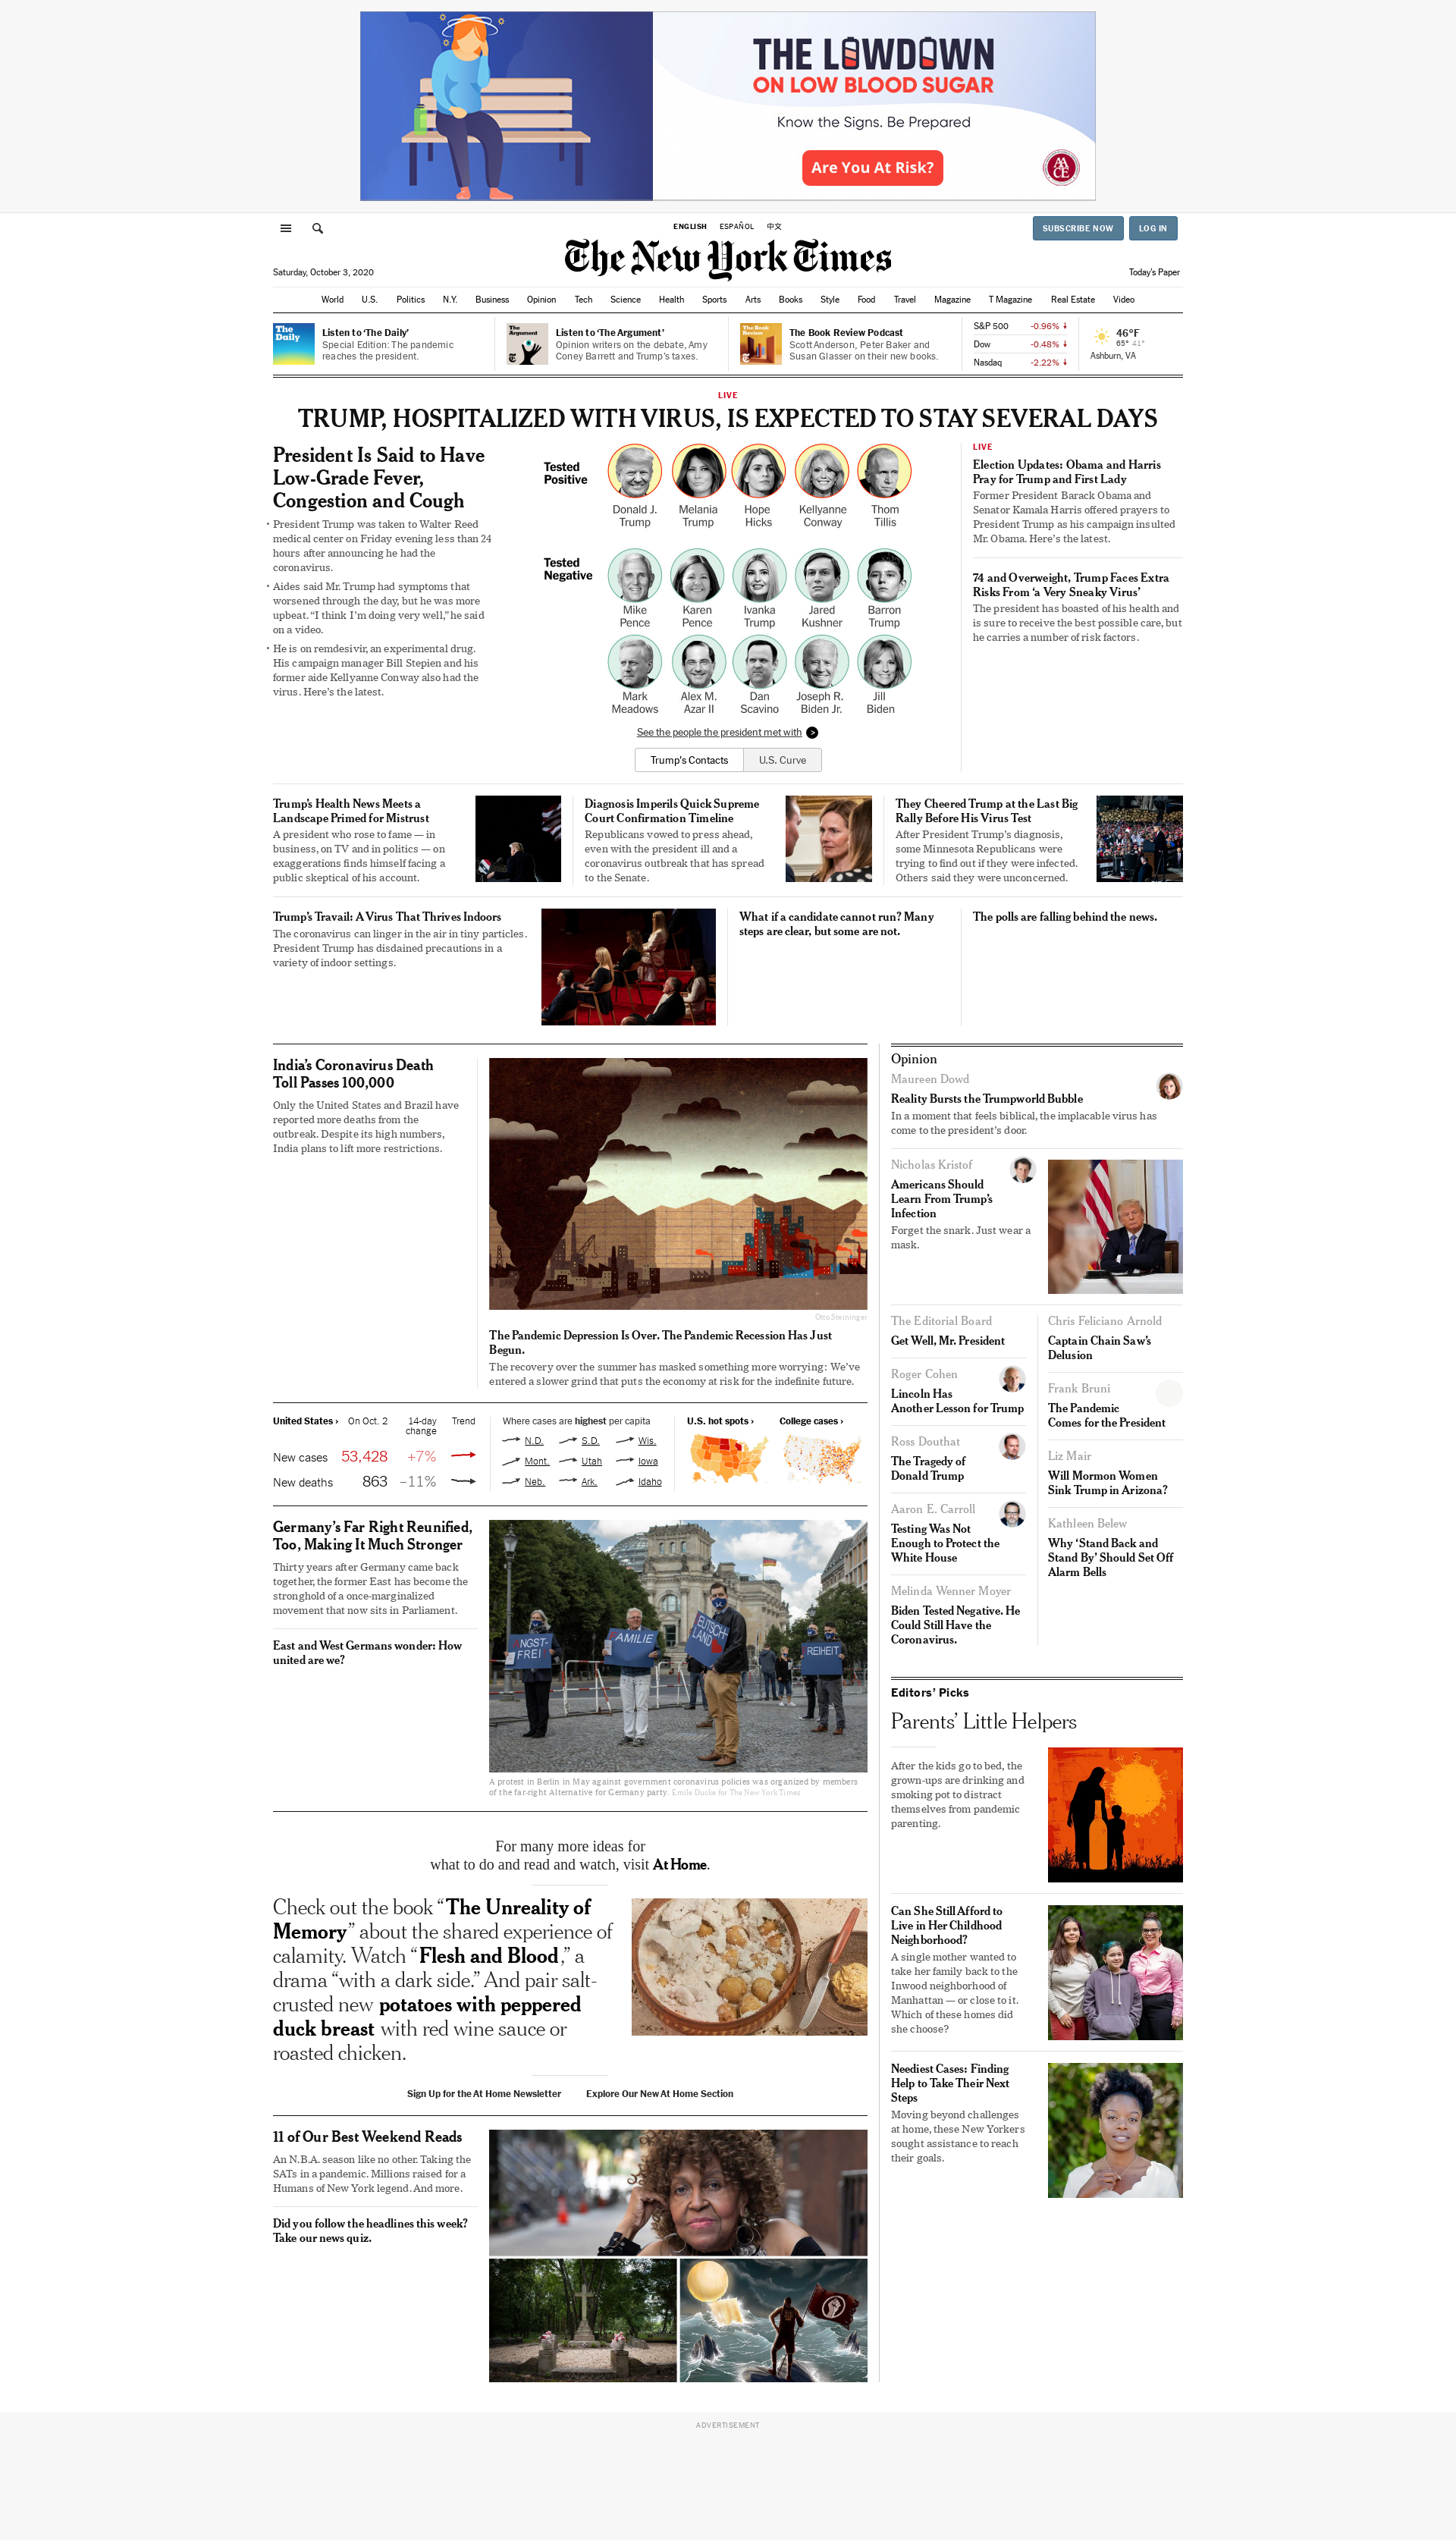 THE LOWDOWN
ON LOW BLOOD SUGAR
Know the Signs. Be Prepared
Are You At Risk?
AACE
ENGLISH
ESPAÑOL
中文
SUBSCRIBE NOW
LOG IN
The New York Times
Saturday, October 3, 2020
Today's Paper
World
U.S.
Politics
N.Y.
Business
Opinion
Tech
Science
Health
Sports
Arts
Books
Style
Food
Travel
Magazine
T Magazine
Real Estate
Video
The Daily
Listen to ‘The Daily’
Special Edition: The pandemic
reaches the president.
The Argument
Listen to ‘The Argument’
Opinion writers on the debate, Amy
Coney Barrett and Trump’s taxes.
The Book Review
The Book Review Podcast
Scott Anderson, Peter Baker and
Susan Glasser on their new books.
S&P 500 -0.96%
Dow -0.48%
Nasdaq -2.22%
46°F
65° 41°
Ashburn, VA
LIVE
TRUMP, HOSPITALIZED WITH VIRUS, IS EXPECTED TO STAY SEVERAL DAYS
President Is Said to Have
Low-Grade Fever,
Congestion and Cough
• President Trump was taken to Walter Reed
medical center on Friday evening less than 24
hours after announcing he had the
coronavirus.
• Aides said Mr. Trump had symptoms that
worsened through the day, but he was more
upbeat. “I think I’m doing very well,” he said
on a video.
• He is on remdesivir, an experimental drug.
His campaign manager Bill Stepien and his
former aide Kellyanne Conway also had the
virus. Here’s the latest.
Tested
Positive
Donald J.
Trump
Melania
Trump
Hope
Hicks
Kellyanne
Conway
Thom
Tillis
Tested
Negative
Mike
Pence
Karen
Pence
Ivanka
Trump
Jared
Kushner
Barron
Trump
Mark
Meadows
Alex M.
Azar II
Dan
Scavino
Joseph R.
Biden Jr.
Jill
Biden
See the people the president met with >
Trump’s Contacts
U.S. Curve
LIVE
Election Updates: Obama and Harris
Pray for Trump and First Lady
Former President Barack Obama and
Senator Kamala Harris offered prayers to
President Trump as his campaign insulted
Mr. Obama. Here’s the latest.
74 and Overweight, Trump Faces Extra
Risks From ‘a Very Sneaky Virus’
The president has boasted of his health and
is sure to receive the best possible care, but
he carries a number of risk factors.
Trump’s Health News Meets a
Landscape Primed for Mistrust
A president who rose to fame — in
business, on TV and in politics — on
exaggerations finds himself facing a
public skeptical of his account.
Diagnosis Imperils Quick Supreme
Court Confirmation Timeline
Republicans vowed to press ahead,
even with the president ill and a
coronavirus outbreak that has spread
to the Senate.
They Cheered Trump at the Last Big
Rally Before His Virus Test
After President Trump’s diagnosis,
some Minnesota Republicans were
trying to find out if they were infected.
Others said they were unconcerned.
Trump’s Travail: A Virus That Thrives Indoors
The coronavirus can linger in the air in tiny particles.
President Trump has disdained precautions in a
variety of indoor settings.
What if a candidate cannot run? Many
steps are clear, but some are not.
The polls are falling behind the news.
India’s Coronavirus Death
Toll Passes 100,000
Only the United States and Brazil have
reported more deaths from the
outbreak. Despite its high numbers,
India plans to lift more restrictions.
Otto Steininger
The Pandemic Depression Is Over. The Pandemic Recession Has Just
Begun.
The recovery over the summer has masked something more worrying: We’ve
entered a slower grind that puts the economy at risk for the indefinite future.
United States ›
On Oct. 2
14-day
change
Trend
New cases 53,428 +7%
New deaths 863 –11%
Where cases are highest per capita
N.D. S.D. Wis.
Mont. Utah Iowa
Neb. Ark. Idaho
U.S. hot spots ›
College cases ›
Germany’s Far Right Reunified,
Too, Making It Much Stronger
Thirty years after Germany came back
together, the former East has become the
stronghold of a once-marginalized
movement that now sits in Parliament.
East and West Germans wonder: How
united are we?
ANGST-
FREI
FAMILIE
DEUTSCH-
LAND
FREIHEIT
A protest in Berlin in May against government coronavirus policies was organized by members
of the far-right Alternative for Germany party. Emile Ducke for The New York Times
For many more ideas for
what to do and read and watch, visit At Home.
Check out the book “The Unreality of
Memory” about the shared experience of
calamity. Watch “Flesh and Blood,” a
drama “with a dark side.” And pair salt-
crusted new potatoes with peppered
duck breast with red wine sauce or
roasted chicken.
Sign Up for the At Home Newsletter
Explore Our New At Home Section
11 of Our Best Weekend Reads
An N.B.A. season like no other. Taking the
SATs in a pandemic. Millions raised for a
Humans of New York legend. And more.
Did you follow the headlines this week?
Take our news quiz.
Opinion
Maureen Dowd
Reality Bursts the Trumpworld Bubble
In a moment that feels biblical, the implacable virus has
come to the president’s door.
Nicholas Kristof
Americans Should
Learn From Trump’s
Infection
Forget the snark. Just wear a
mask.
The Editorial Board
Get Well, Mr. President
Roger Cohen
Lincoln Has
Another Lesson for Trump
Ross Douthat
The Tragedy of
Donald Trump
Aaron E. Carroll
Testing Was Not
Enough to Protect the
White House
Melinda Wenner Moyer
Biden Tested Negative. He
Could Still Have the
Coronavirus.
Chris Feliciano Arnold
Captain Chain Saw’s
Delusion
Frank Bruni
The Pandemic
Comes for the President
Liz Mair
Will Mormon Women
Sink Trump in Arizona?
Kathleen Belew
Why ‘Stand Back and
Stand By’ Should Set Off
Alarm Bells
Editors’ Picks
Parents’ Little Helpers
After the kids go to bed, the
grown-ups are drinking and
smoking pot to distract
themselves from pandemic
parenting.
Can She Still Afford to
Live in Her Childhood
Neighborhood?
A single mother wanted to
take her family back to the
Inwood neighborhood of
Manhattan — or close to it.
Which of these homes did
she choose?
Neediest Cases: Finding
Help to Take Their Next
Steps
Moving beyond challenges
at home, these New Yorkers
sought assistance to reach
their goals.
ADVERTISEMENT